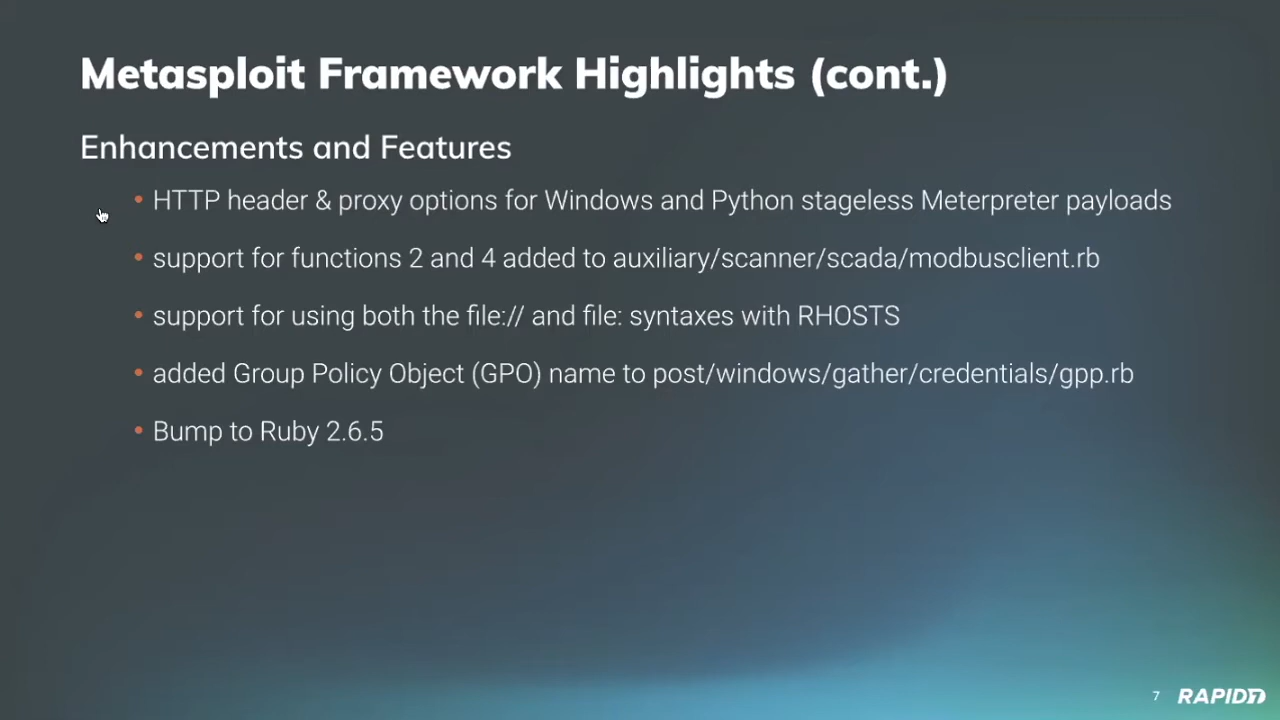 Metasploit Framework Highlights (cont.)
Enhancements and Features
• HTTP header & proxy options for Windows and Python stageless Meterpreter payloads
• support for functions 2 and 4 added to auxiliary/scanner/scada/modbusclient.rb
• support for using both the file:// and file: syntaxes with RHOSTS
• added Group Policy Object (GPO) name to post/windows/gather/credentials/gpp.rb
• Bump to Ruby 2.6.5
7 RAPID7